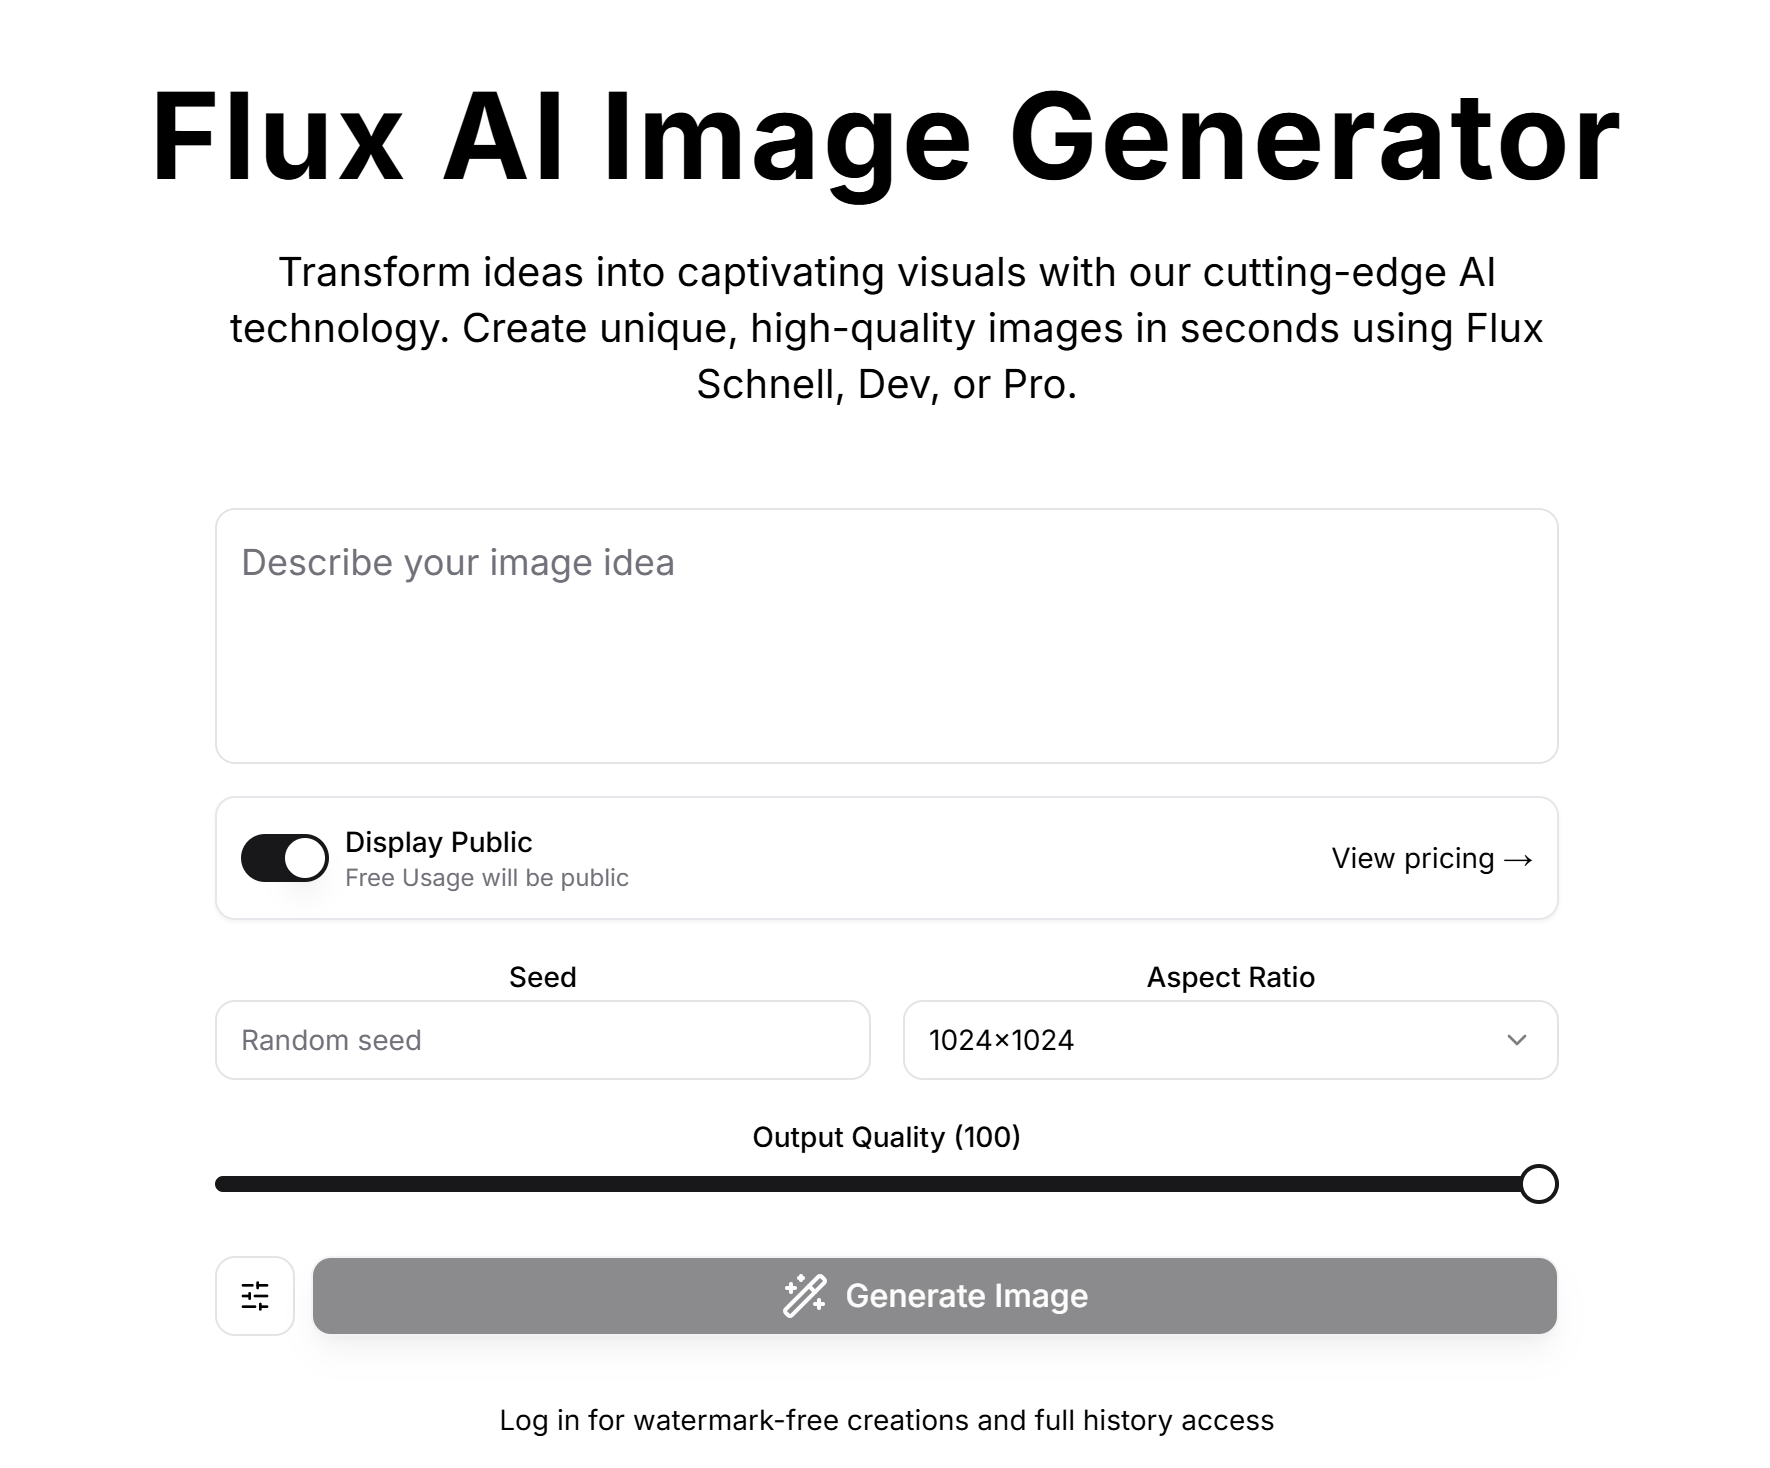 Flux AI Image Generator
Transform ideas into captivating visuals with our cutting-edge AI
technology. Create unique, high-quality images in seconds using Flux
Schnell, Dev, or Pro.
Describe your image idea
Display Public
Free Usage will be public
View pricing →
Seed
Aspect Ratio
Random seed
1024×1024
Output Quality (100)
Generate Image
Log in for watermark-free creations and full history access